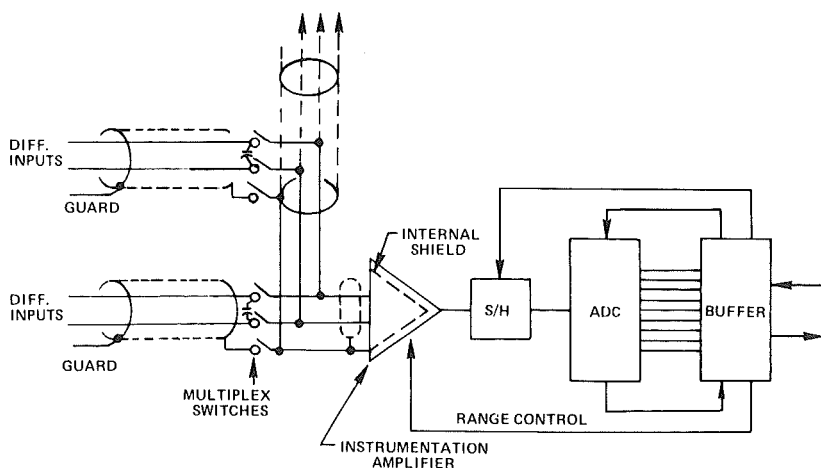 DIFF.
INPUTS
GUARD
INTERNAL
SHIELD
DIFF.
INPUTS
S/H
ADC
BUFFER
GUARD
MULTIPLEX
SWITCHES
RANGE CONTROL
INSTRUMENTATION
AMPLIFIER